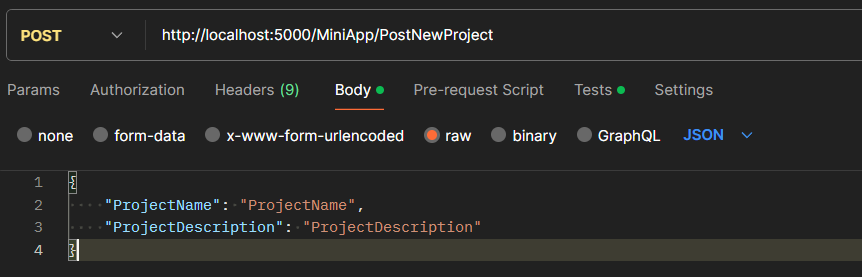 POST http://localhost:5000/MiniApp/PostNewProject
Params Authorization Headers (9) Body Pre-request Script Tests Settings
none form-data x-www-form-urlencoded raw binary GraphQL JSON
1 {
2 "ProjectName": "ProjectName",
3 "ProjectDescription": "ProjectDescription"
4 }